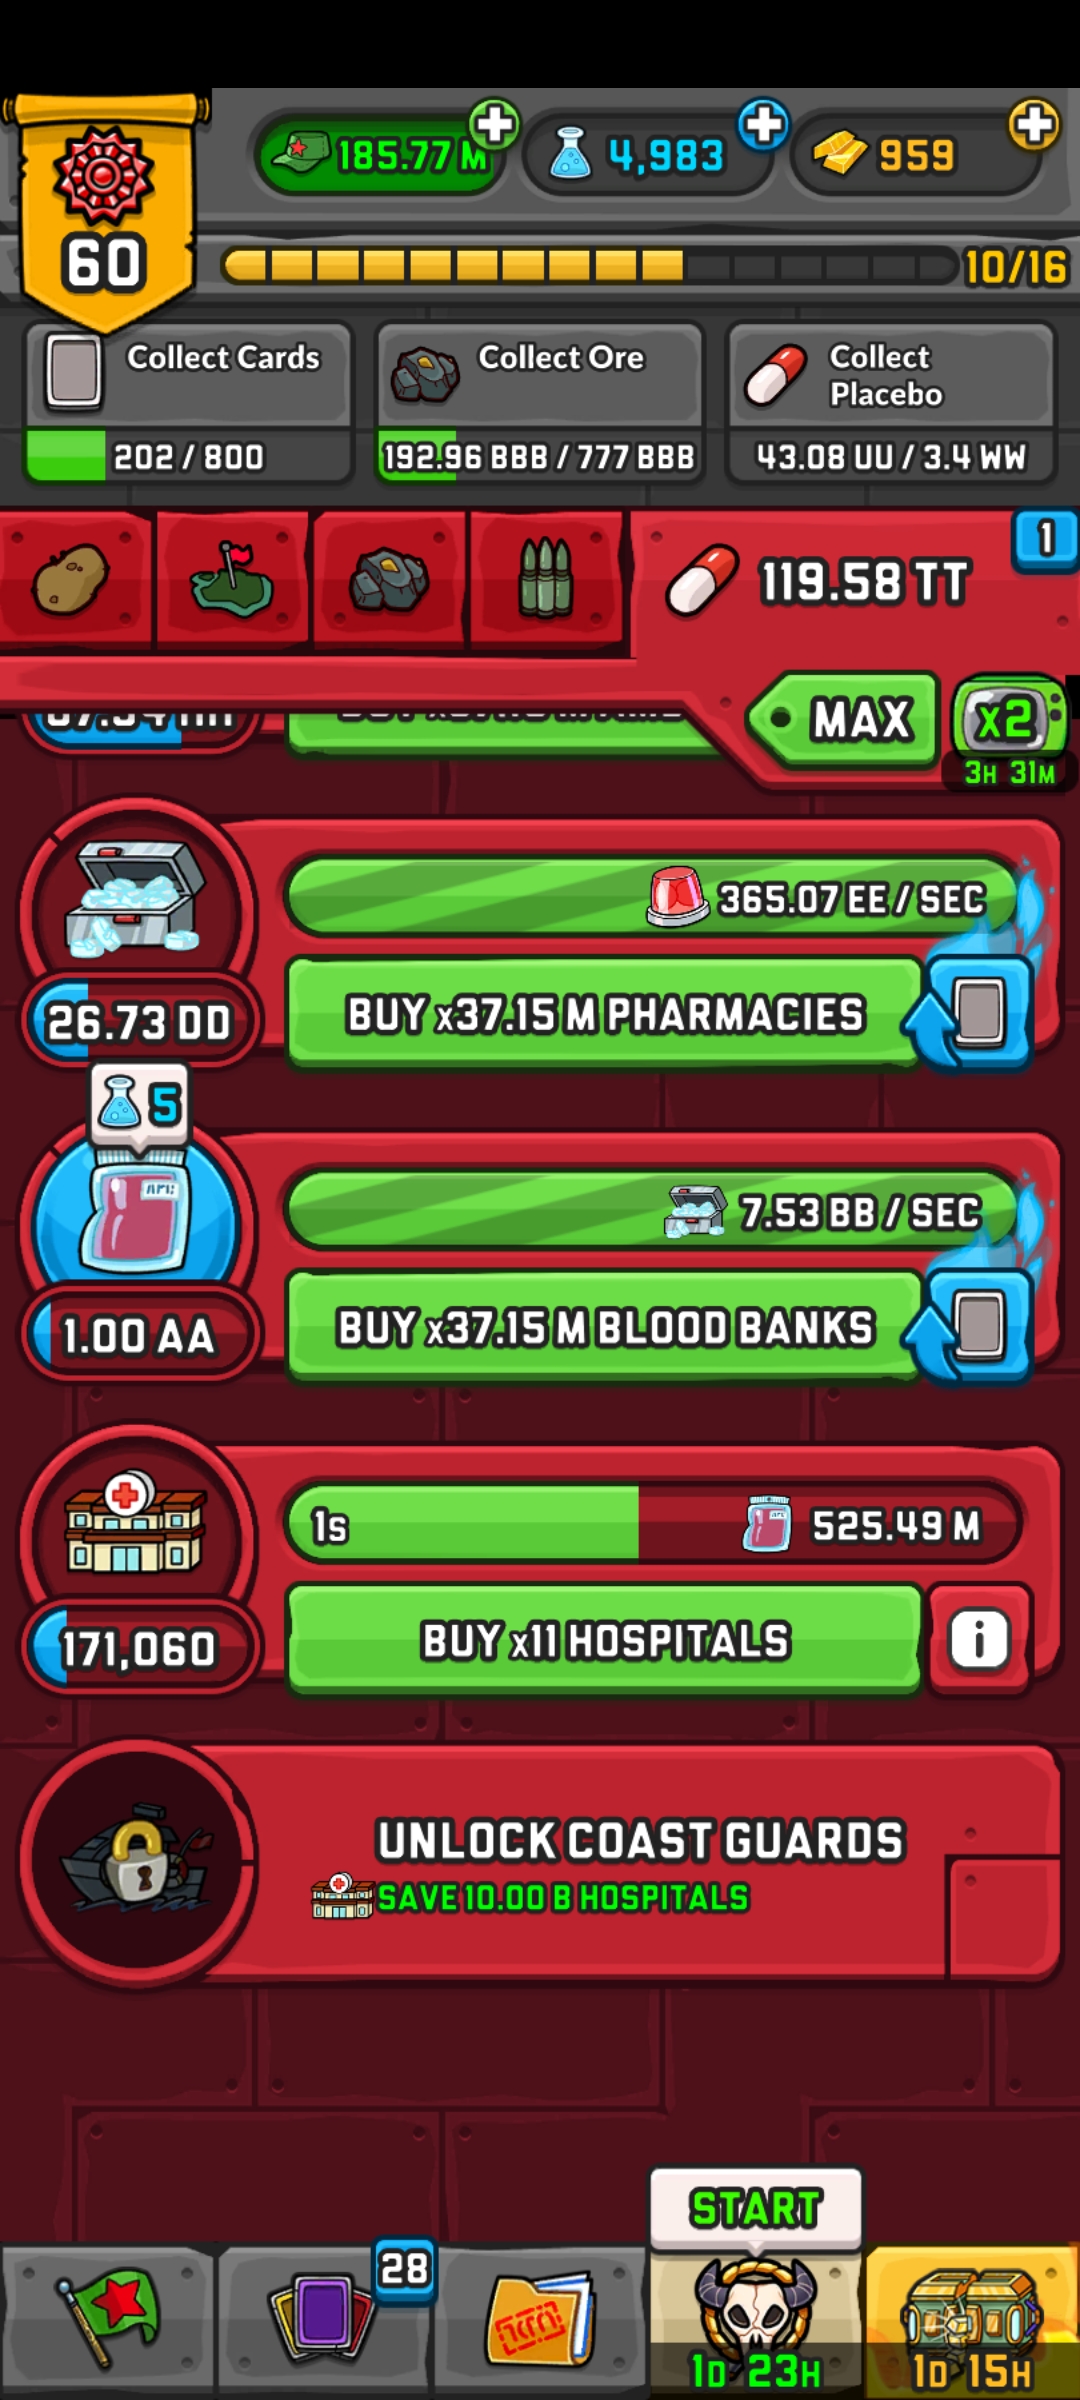 185.77 M
4,983
959
60
10/16
Collect Cards
202 / 800
Collect Ore
192.96 BBB / 777 BBB
Collect
Placebo
43.08 UU / 3.4 WW
119.58 TT
1
MAX
x2
3H 31M
365.07 EE / SEC
26.73 DD
BUY x37.15 M PHARMACIES
5
7.53 BB / SEC
1.00 AA
BUY x37.15 M BLOOD BANKS
1s
525.49 M
171,060
BUY x11 HOSPITALS
i
UNLOCK COAST GUARDS
SAVE 10.00 B HOSPITALS
START
28
1D 23H
1D 15H